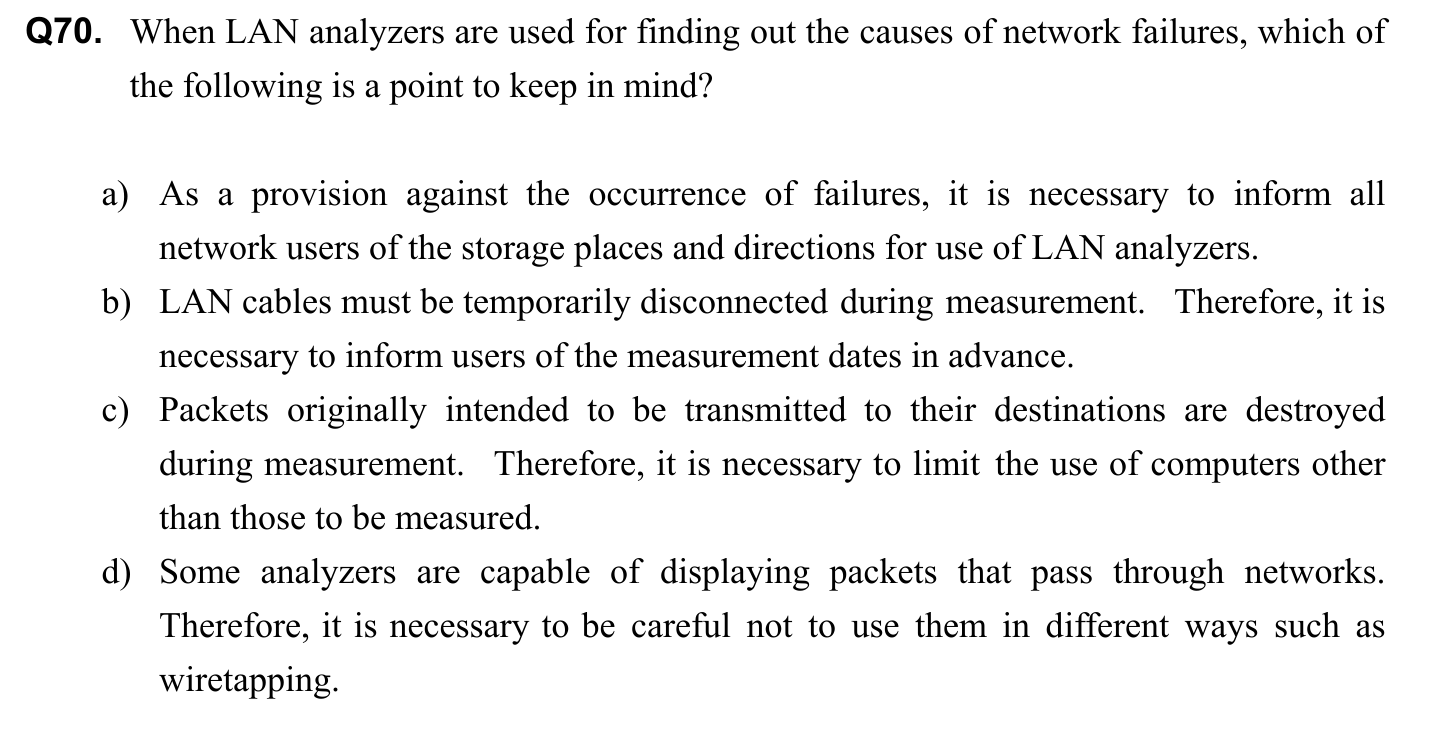 Q70. When LAN analyzers are used for finding out the causes of network failures, which of
the following is a point to keep in mind?
a) As a provision against the occurrence of failures, it is necessary to inform all
network users of the storage places and directions for use of LAN analyzers.
b) LAN cables must be temporarily disconnected during measurement. Therefore, it is
necessary to inform users of the measurement dates in advance.
c) Packets originally intended to be transmitted to their destinations are destroyed
during measurement. Therefore, it is necessary to limit the use of computers other
than those to be measured.
d) Some analyzers are capable of displaying packets that pass through networks.
Therefore, it is necessary to be careful not to use them in different ways such as
wiretapping.